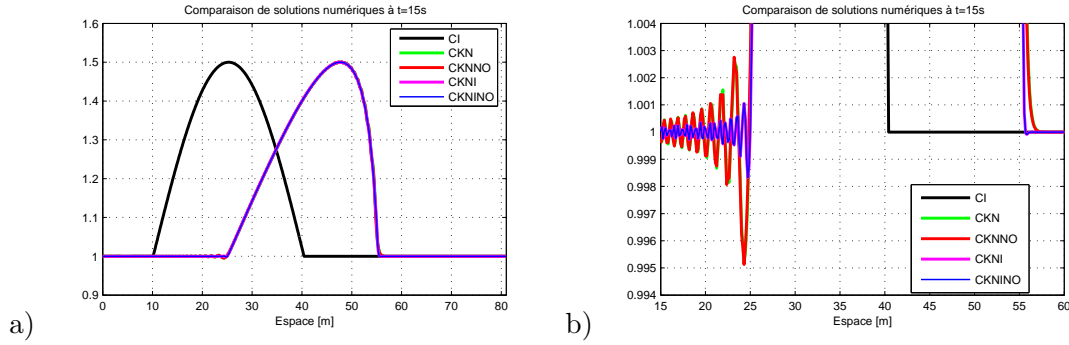 Comparaison de solutions numériques à t=15s
1.6
1.5
1.4
1.3
1.2
1.1
1
0.9
0 10 20 30 40 50 60 70 80
Espace [m]
CI
CKN
CKNNO
CKNI
CKNINO
a)
Comparaison de solutions numériques à t=15s
1.004
1.003
1.002
1.001
1
0.999
0.998
0.997
0.996
0.995
0.994
15 20 25 30 35 40 45 50 55 60
Espace [m]
CI
CKN
CKNNO
CKNI
CKNINO
b)